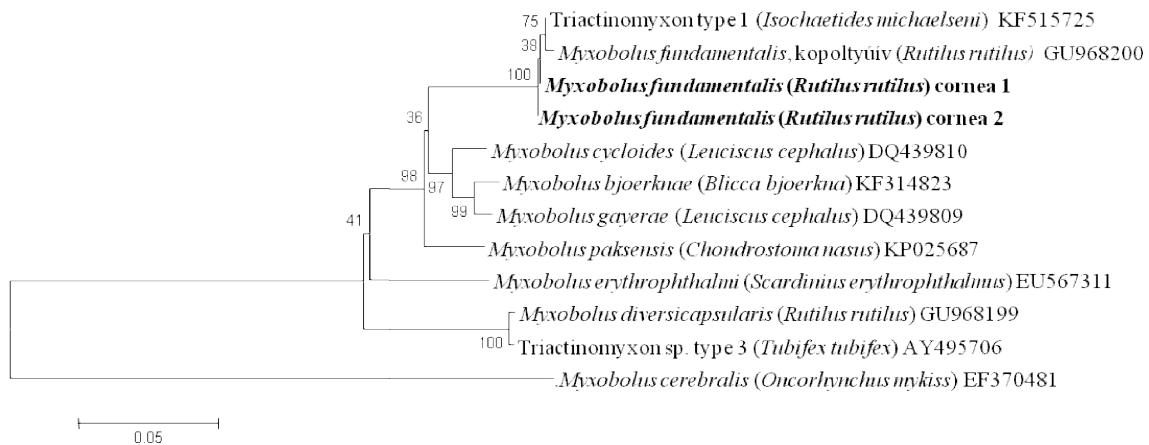 75 Triactinomyxon type 1 (Isochaetides michaelseni) KF515725
39 Myxobolus fundamentalis, kopoltyúív (Rutilus rutilus) GU968200
100 Myxobolus fundamentalis (Rutilus rutilus) cornea 1
Myxobolus fundamentalis (Rutilus rutilus) cornea 2
36
Myxobolus cycloides (Leuciscus cephalus) DQ439810
98 97 Myxobolus bjoerknae (Blicca bjoerkna) KF314823
99 Myxobolus gayerae (Leuciscus cephalus) DQ439809
41
Myxobolus paksensis (Chondrostoma nasus) KP025687
Myxobolus erythrophthalmi (Scardinius erythrophthalmus) EU567311
Myxobolus diversicapsularis (Rutilus rutilus) GU968199
100 Triactinomyxon sp. type 3 (Tubifex tubifex) AY495706
Myxobolus cerebralis (Oncorhynchus mykiss) EF370481
0.05